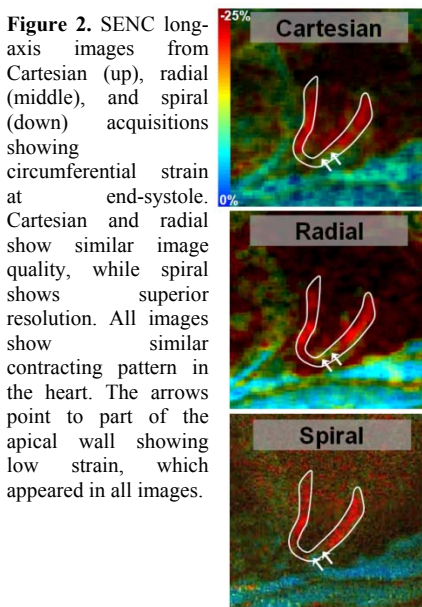 Figure 2. SENC long-
axis images from
Cartesian (up), radial
(middle), and spiral
(down) acquisitions
showing
circumferential strain
at end-systole.
Cartesian and radial
show similar image
quality, while spiral
shows superior
resolution. All images
show similar
contracting pattern in
the heart. The arrows
point to part of the
apical wall showing
low strain, which
appeared in all images.
-25%
Cartesian
0%
Radial
Spiral